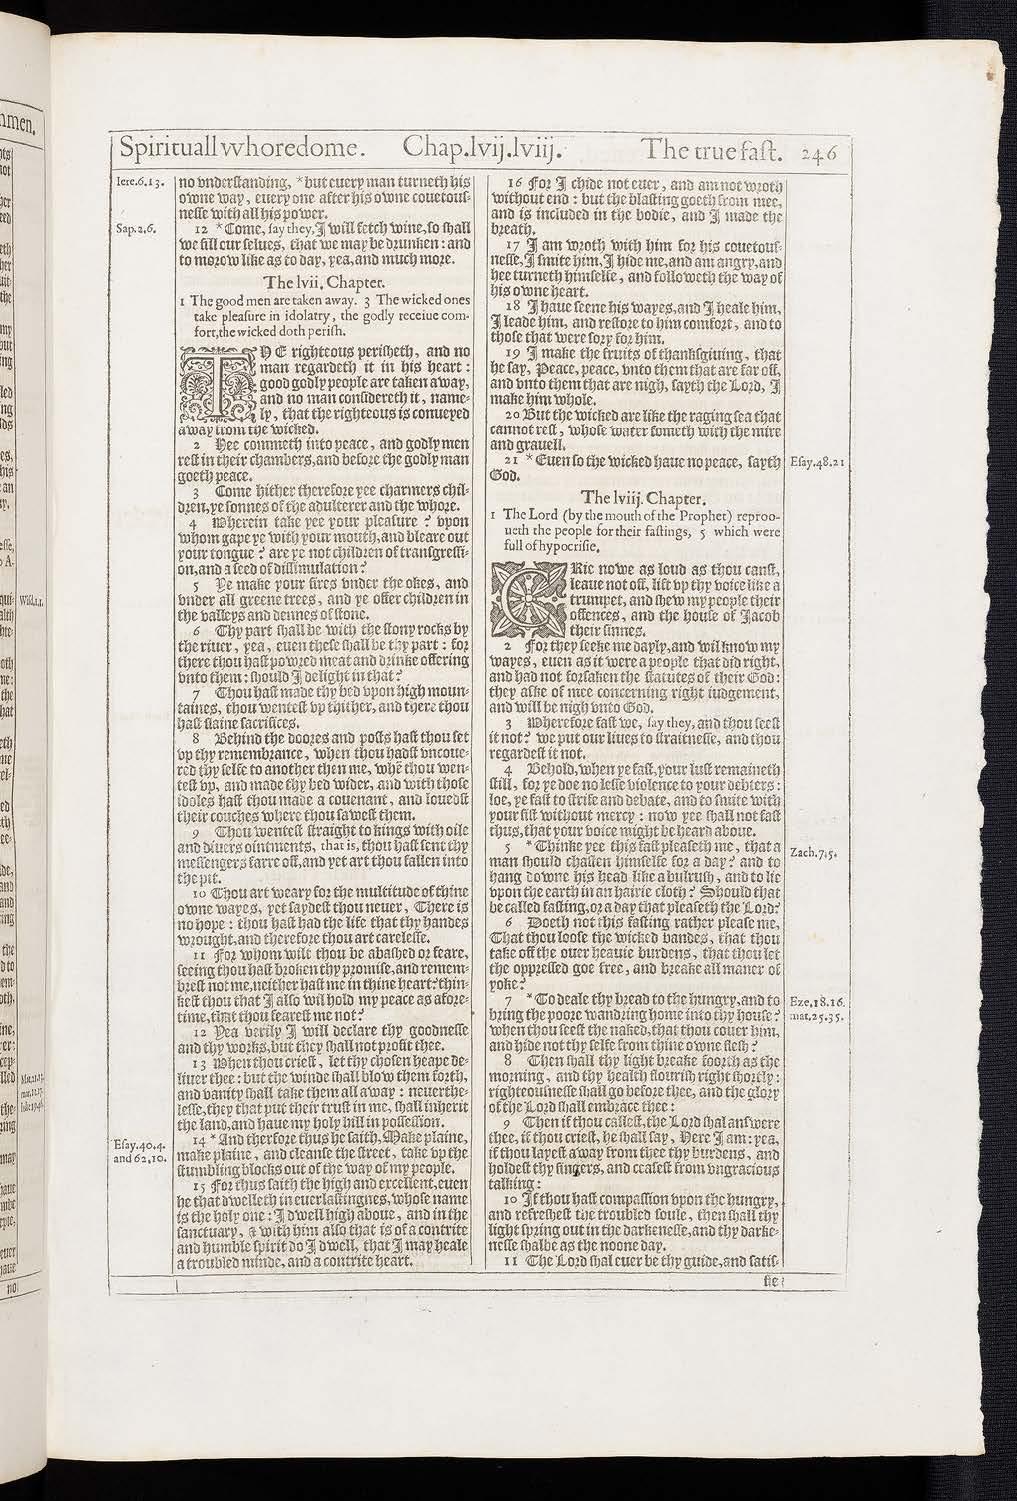 Spirituall whoredome. Chap.lvij.lviij. The true fast. 246
Iere.6.13.
no vnderstanding, *but euery man turneth his
owne way, euery one after his owne couetous-
nesse with all his power.
Sap.2.6.
12 *Come, say they, J will fetch wine, so shall
we fill our selues, that we may be drunken: and
to morow like as to day, yea, and much more.
The lvii, Chapter.
1 The good men are taken away. 3 The wicked ones
take pleasure in idolatry, the godly receiue com-
fort, the wicked doth perish.
THE righteous perisheth, and no
man regardeth it in his heart:
good godly people are taken away,
and no man considereth it, name-
ly, that the righteous is conueyed
away from the wicked.
2 Hee commeth into peace, and godly men
rest in their chambers, and before the godly man
goeth peace.
3 Come hither therefore yee charmers chil-
dren, ye sonnes of the adulterer and the whore.
4 Wherein take yee your pleasure? vpon
whom gape ye with your mouth, and bleare out
your tongue? are ye not children of transgressi-
on, and a seed of dissimulation?
5 Ye make your fires vnder the okes, and
vnder all greene trees, and ye offer children in
the valleys and dennes of stone.
6 Thy part shall be with the stony rocks by
the riuer, yea, euen these shall be thy part: for
there thou hast powred meat and drinke offering
vnto them: should J delight in that?
7 Thou hast made thy bed vpon high moun-
taines, thou wentest vp thither, and there thou
hast slaine sacrifices.
8 Behind the doores and posts hast thou set
vp thy remembrance, when thou hadst vncoue-
red thy selfe to another then me, whē thou wen-
test vp, and made thy bed wider, and with those
idoles hast thou made a couenant, and louedst
their couches where thou sawest them.
9 Thou wentest straight to kings with oile
and diuers ointments, that is, thou hast sent thy
messengers farre off, and yet art thou fallen into
the pit.
10 Thou art weary for the multitude of thine
owne wayes, yet saydest thou neuer, There is
no hope: thou hast had the life that thy handes
wrought, and therefore thou art carelesse.
11 For whom wilt thou be abashed or feare,
seeing thou hast broken thy promise, and remem-
brest not me, neither hast me in thine heart? thin-
kest thou that J also wil hold my peace as afore-
time, that thou fearest me not?
12 Yea verily J will declare thy goodnesse
and thy works, but they shall not profit thee.
13 When thou criest, let thy chosen heape de-
liuer thee: but the winde shall blow them forth,
and vanity shall take them all away: neuerthe-
lesse, they that put their trust in me, shall inherit
the land, and haue my holy hill in possession.
Esay.40.4.
and 62.10.
14 *And therfore thus he saith, Make plaine,
make plaine, and cleanse the street, take vp the
stumbling blocks out of the way of my people.
15 For thus saith the high and excellent, euen
he that dwelleth in euerlastingnes, whose name
is the holy one: J dwell high aboue, and in the
sanctuary, & with him also that is of a contrite
and humble spirit do J dwell, that J may heale
a troubled minde, and a contrite heart.
16 For J chide not euer, and am not wroth
without end: but the blasting goeth from mee,
and is included in the bodie, and J made the
breath.
17 J am wroth with him for his couetous-
nesse, J smite him, J hide me, and am angry, and
hee turneth himselfe, and followeth the way of
his owne heart.
18 J haue seene his wayes, and J heale him,
J leade him, and restore to him comfort, and to
those that were sory for him.
19 J make the fruits of thanksgiuing, that
he say, Peace, peace, vnto them that are far off,
and vnto them that are nigh, sayth the Lord, J
make him whole.
20 But the wicked are like the raging sea that
cannot rest, whose water fometh with the mire
and grauell.
21 *Euen so the wicked haue no peace, sayth
God.
Esay.48.21
The lviij. Chapter.
1 The Lord (by the mouth of the Prophet) reproo-
ueth the people for their fastings, 5 which were
full of hypocrisie.
CRie nowe as loud as thou canst,
leaue not off, lift vp thy voice like a
trumpet, and shew my people their
offences, and the house of Jacob
their sinnes.
2 For they seeke me dayly, and wil know my
wayes, euen as it were a people that did right,
and had not forsaken the statutes of their God:
they aske of mee concerning right iudgement,
and will be nigh vnto God.
3 Wherefore fast we, say they, and thou seest
it not? we put our liues to straitnesse, and thou
regardest it not.
4 Behold, when ye fast, your lust remaineth
still, for ye doe no lesse violence to your debters:
loe, ye fast to strife and debate, and to smite with
your fist without mercy: now ye shall not fast
thus, that your voice might be heard aboue.
Zach.7.5.
5 *Thinke yee this fast pleaseth me, that a
man should chasten himselfe for a day? and to
hang downe his head like a bulrush, and to lie
vpon the earth in an hairie cloth? Should that
be called fasting, or a day that pleaseth the Lord?
6 Doeth not this fasting rather please me,
That thou loose the wicked bandes, that thou
take off the ouer heauie burdens, that thou let
the oppressed goe free, and breake all maner of
yoke?
Eze.18.16.
mat.25.35.
7 *To deale thy bread to the hungry, and to
bring the poore wandring home into thy house?
when thou seest the naked, that thou couer him,
and hide not thy selfe from thine owne flesh?
8 Then shall thy light breake foorth as the
morning, and thy health flourish right shortly:
righteousnesse shall go before thee, and the glory
of the Lord shall embrace thee:
9 Then if thou callest, the Lord shal answere
thee, if thou criest, he shall say, Here J am: yea,
if thou layest away from thee thy burdens, and
holdest thy fingers, and ceasest from vngracious
talking:
10 Jf thou hast compassion vpon the hungry,
and refreshest the troubled soule, then shall thy
light spring out in the darkenesse, and thy darke-
nesse shalbe as the noone day.
11 The Lord shal euer be thy guide, and satis-
fie